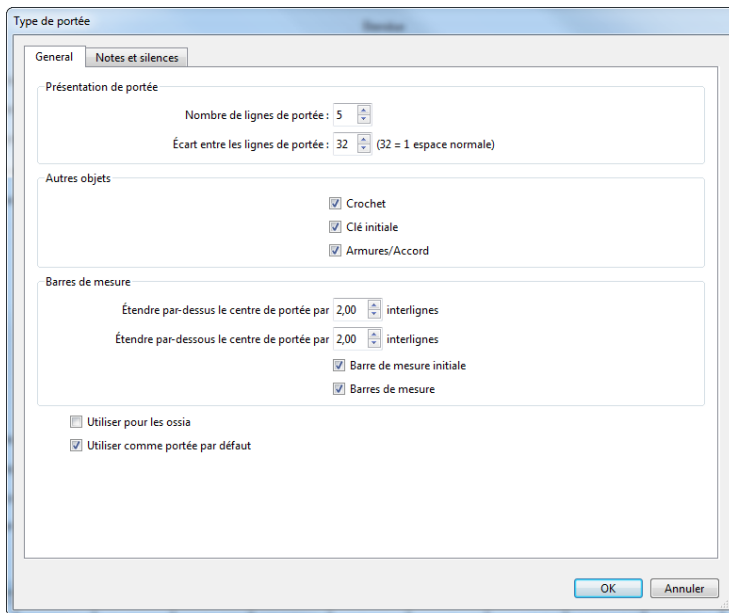 Type de portée
General
Notes et silences
Présentation de portée
Nombre de lignes de portée : 5
Écart entre les lignes de portée : 32 (32 = 1 espace normale)
Autres objets
Crochet
Clé initiale
Armures/Accord
Barres de mesure
Étendre par-dessus le centre de portée par 2,00 interlignes
Étendre par-dessous le centre de portée par 2,00 interlignes
Barre de mesure initiale
Barres de mesure
Utiliser pour les ossia
Utiliser comme portée par défaut
OK
Annuler